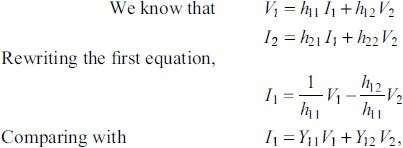 We know that V₁ = h₁₁ I₁ + h₁₂ V₂
I₂ = h₂₁ I₁ + h₂₂ V₂
Rewriting the first equation,
I₁ = 1/h₁₁ V₁ − h₁₂/h₁₁ V₂
Comparing with I₁ = Y₁₁ V₁ + Y₁₂ V₂,